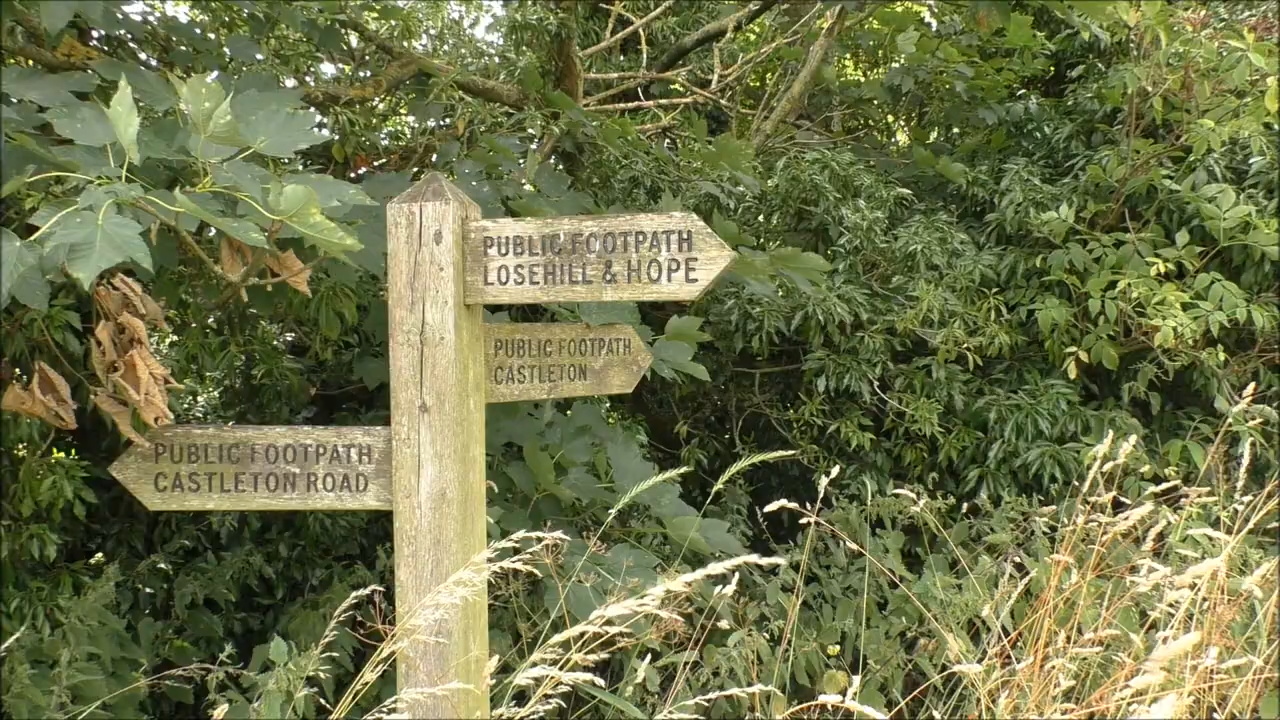 PUBLIC FOOTPATH
LOSEHILL & HOPE
PUBLIC FOOTPATH
CASTLETON
PUBLIC FOOTPATH
CASTLETON ROAD